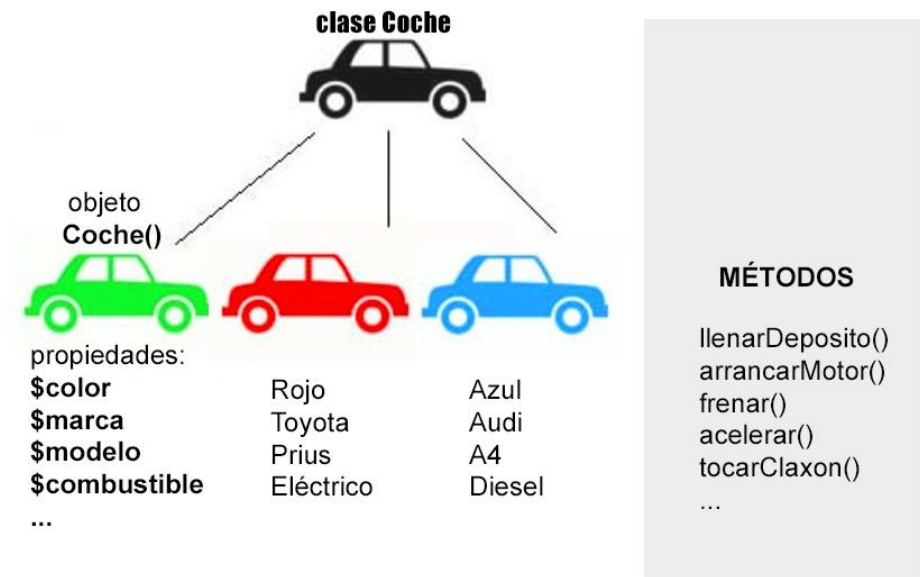 clase Coche
objeto
Coche()
propiedades:
$color
$marca
$modelo
$combustible
...
Rojo
Toyota
Prius
Eléctrico
Azul
Audi
A4
Diesel
MÉTODOS
llenarDeposito()
arrancarMotor()
frenar()
acelerar()
tocarClaxon()
...